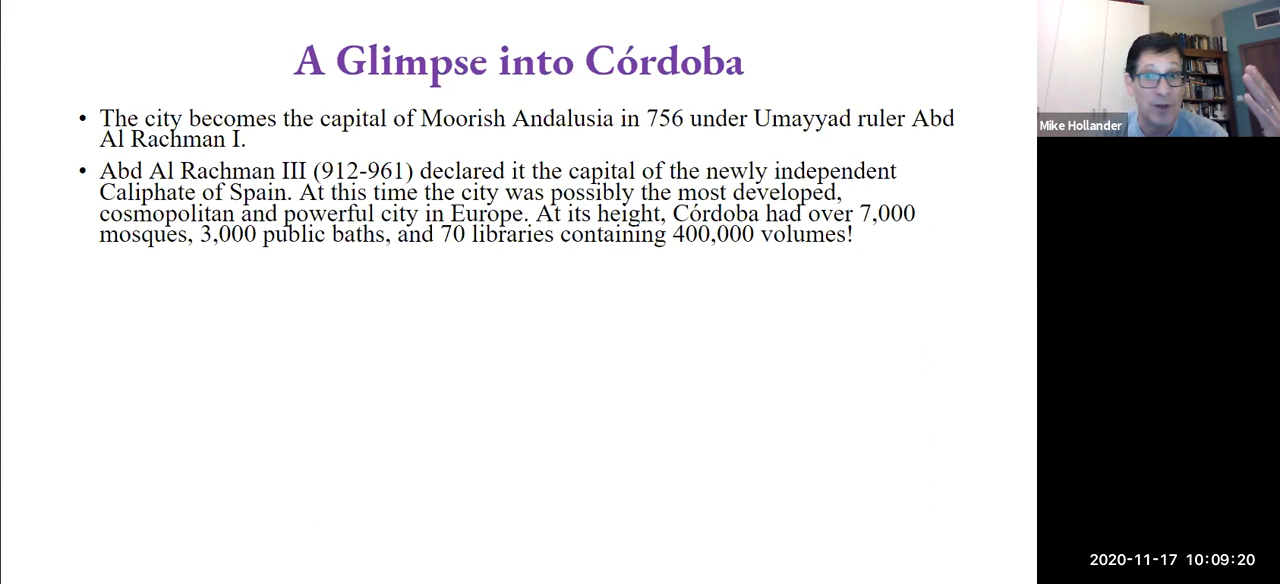 A Glimpse into Córdoba
• The city becomes the capital of Moorish Andalusia in 756 under Umayyad ruler Abd
Al Rachman I.
• Abd Al Rachman III (912-961) declared it the capital of the newly independent
Caliphate of Spain. At this time the city was possibly the most developed,
cosmopolitan and powerful city in Europe. At its height, Córdoba had over 7,000
mosques, 3,000 public baths, and 70 libraries containing 400,000 volumes!
Mike Hollander
2020-11-17 10:09:20